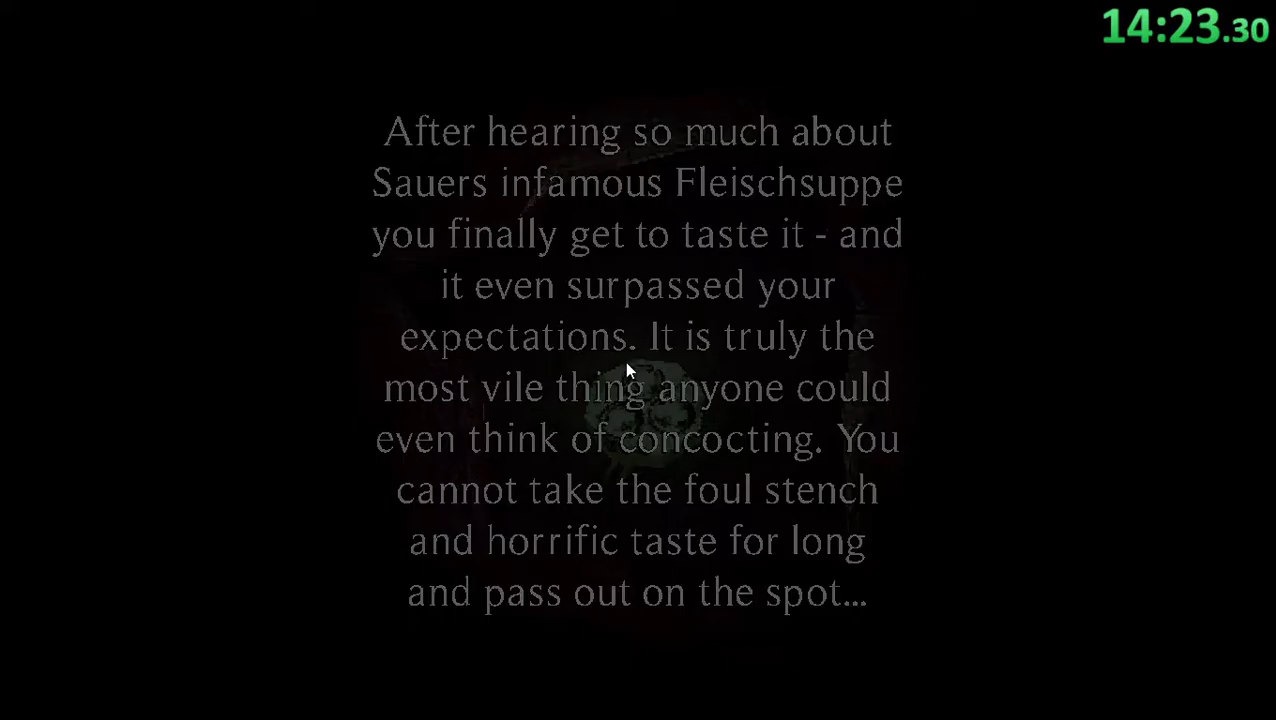 14:23.30
After hearing so much about
Sauers infamous Fleischsuppe
you finally get to taste it - and
it even surpassed your
expectations. It is truly the
most vile thing anyone could
even think of concocting. You
cannot take the foul stench
and horrific taste for long
and pass out on the spot...